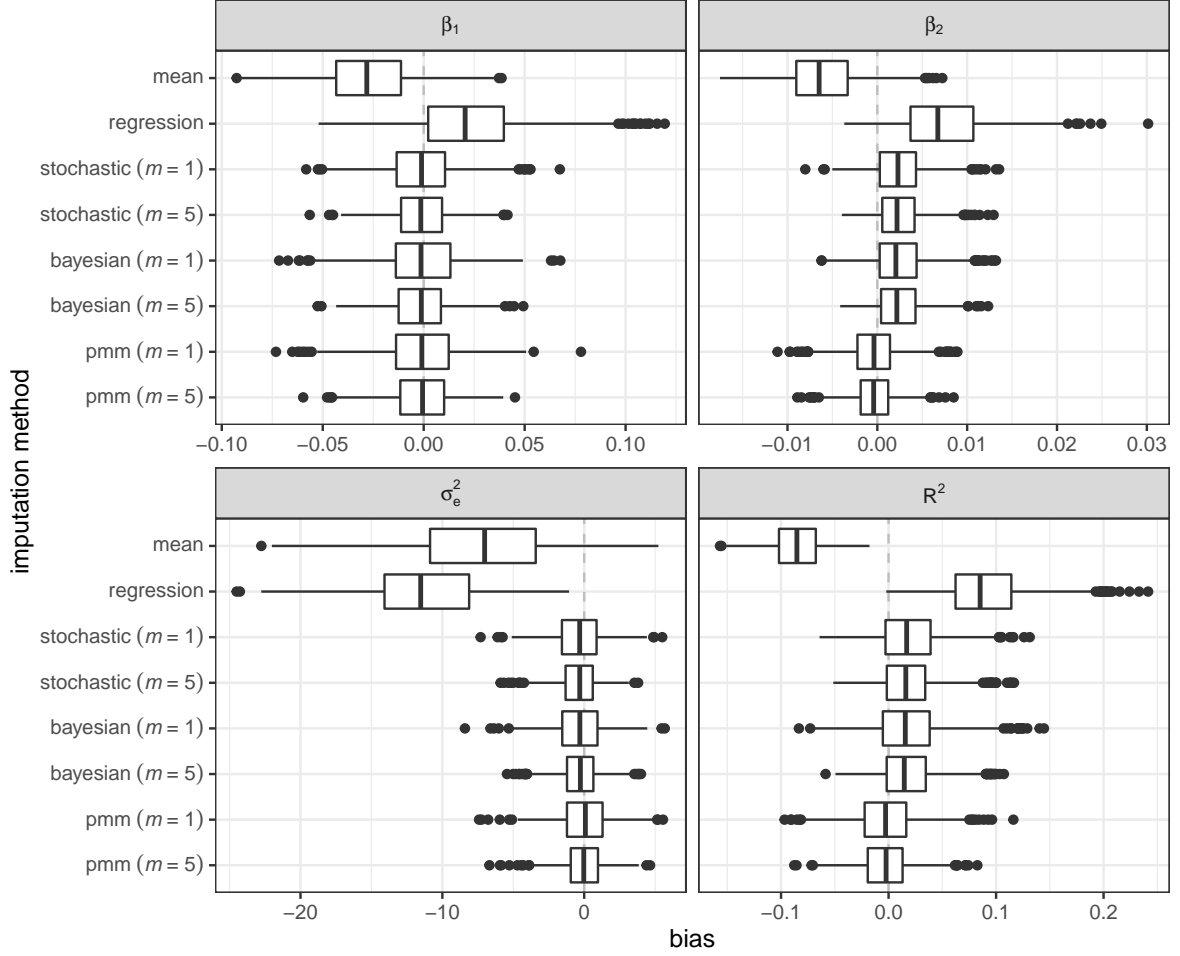 β₁
β₂
mean
regression
stochastic (m = 1)
stochastic (m = 5)
bayesian (m = 1)
bayesian (m = 5)
pmm (m = 1)
pmm (m = 5)
−0.10 −0.05 0.00 0.05 0.10
−0.01 0.00 0.01 0.02 0.03
imputation method
σ²ₑ
R²
mean
regression
stochastic (m = 1)
stochastic (m = 5)
bayesian (m = 1)
bayesian (m = 5)
pmm (m = 1)
pmm (m = 5)
−20 −10 0
−0.1 0.0 0.1 0.2
bias